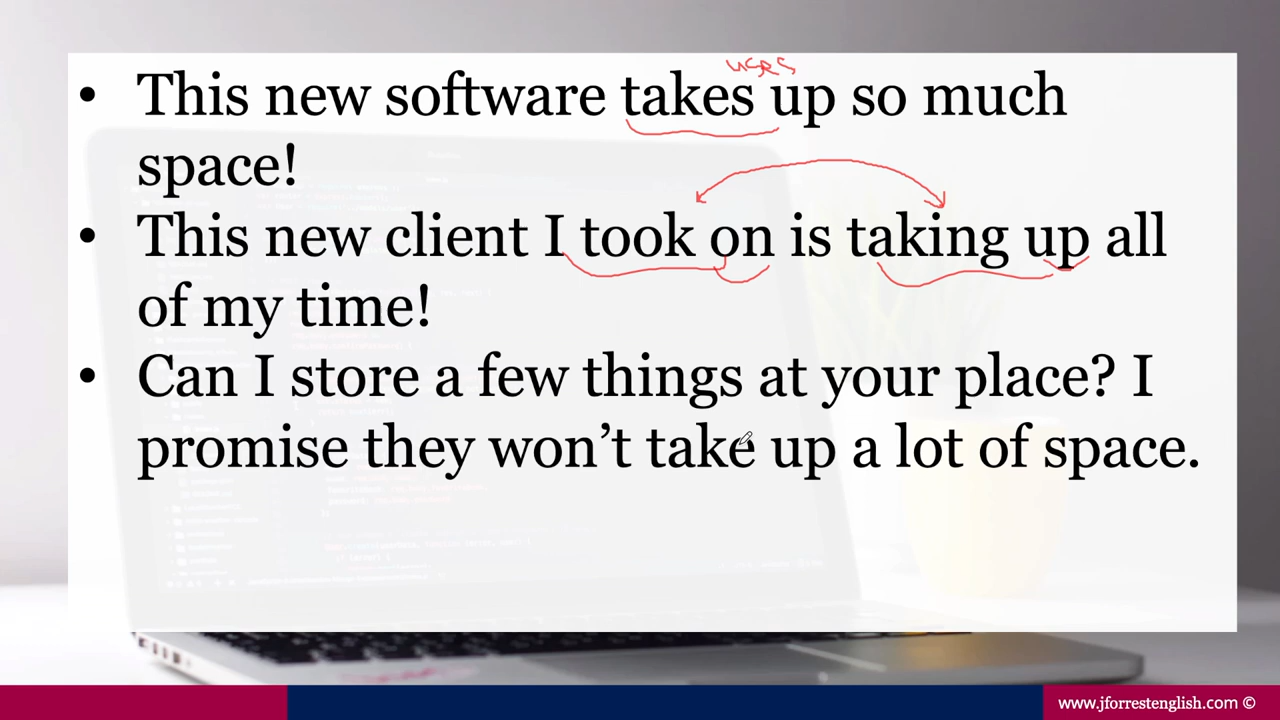 uses
• This new software takes up so much
space!
• This new client I took on is taking up all
of my time!
• Can I store a few things at your place? I
promise they won’t take up a lot of space.
www.jforrestenglish.com ©